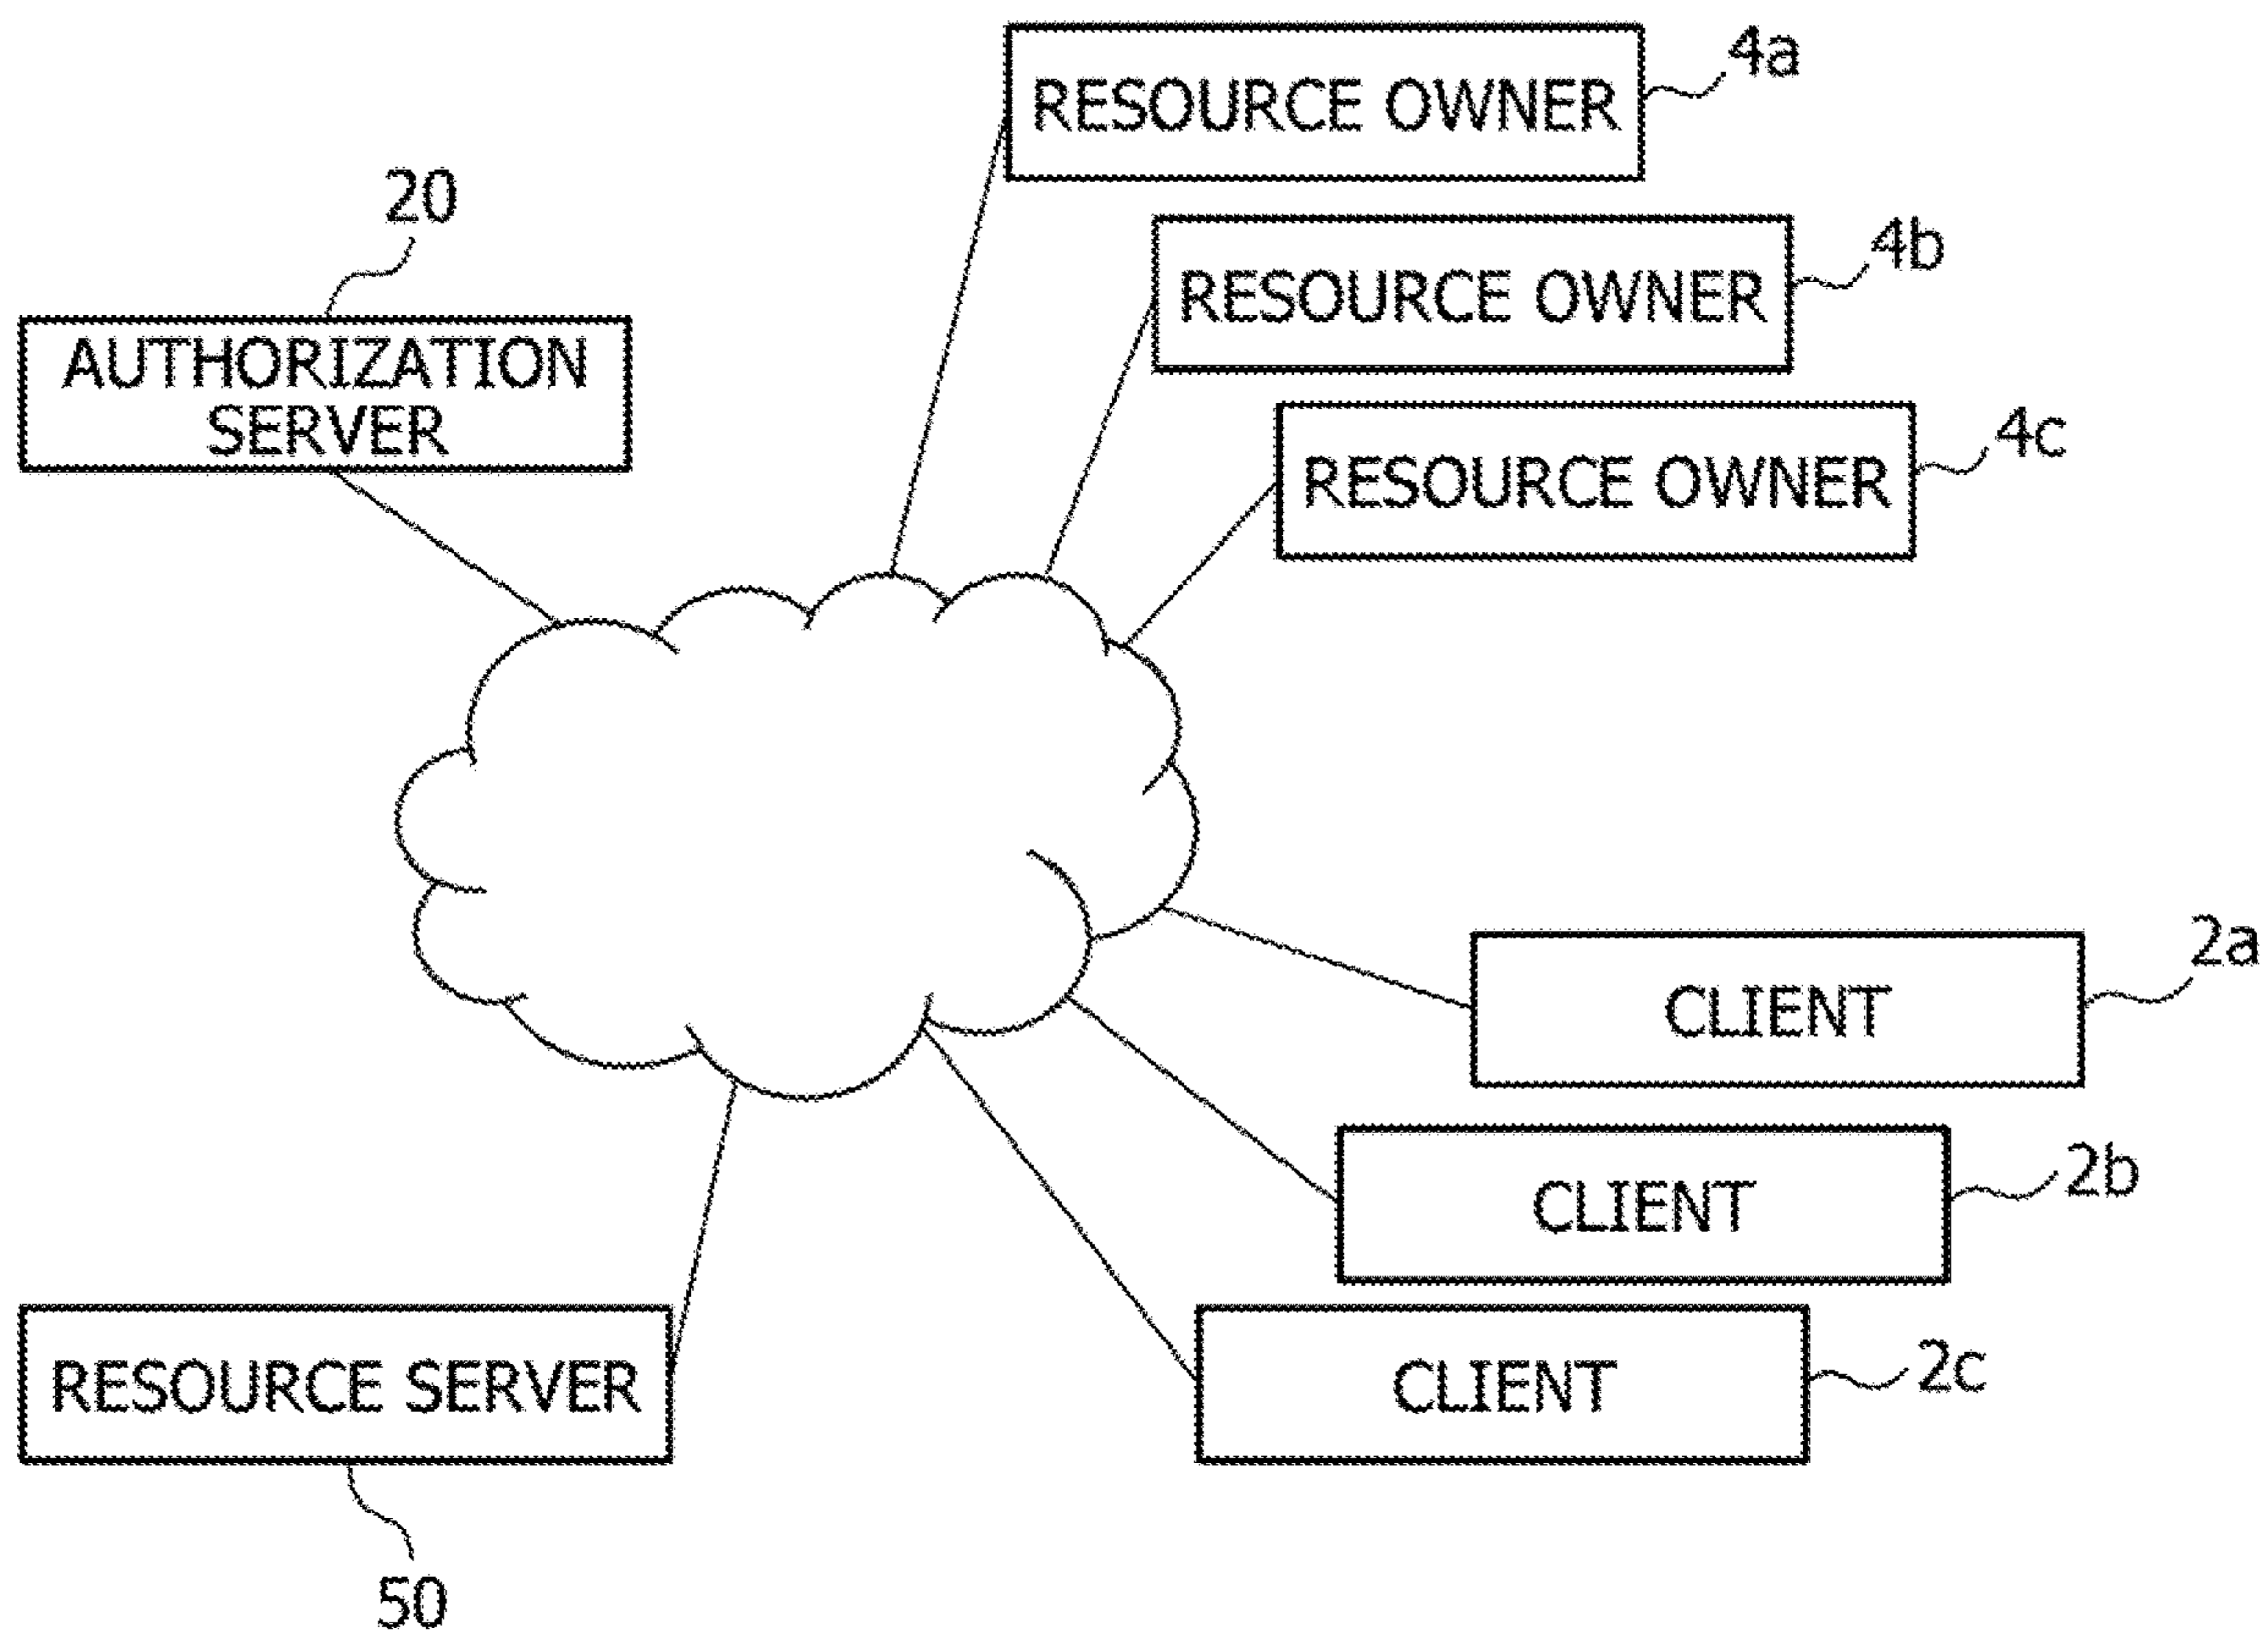 4a
RESOURCE OWNER
20
4b
RESOURCE OWNER
AUTHORIZATION
SERVER
4c
RESOURCE OWNER
2a
CLIENT
2b
CLIENT
RESOURCE SERVER
2c
CLIENT
50